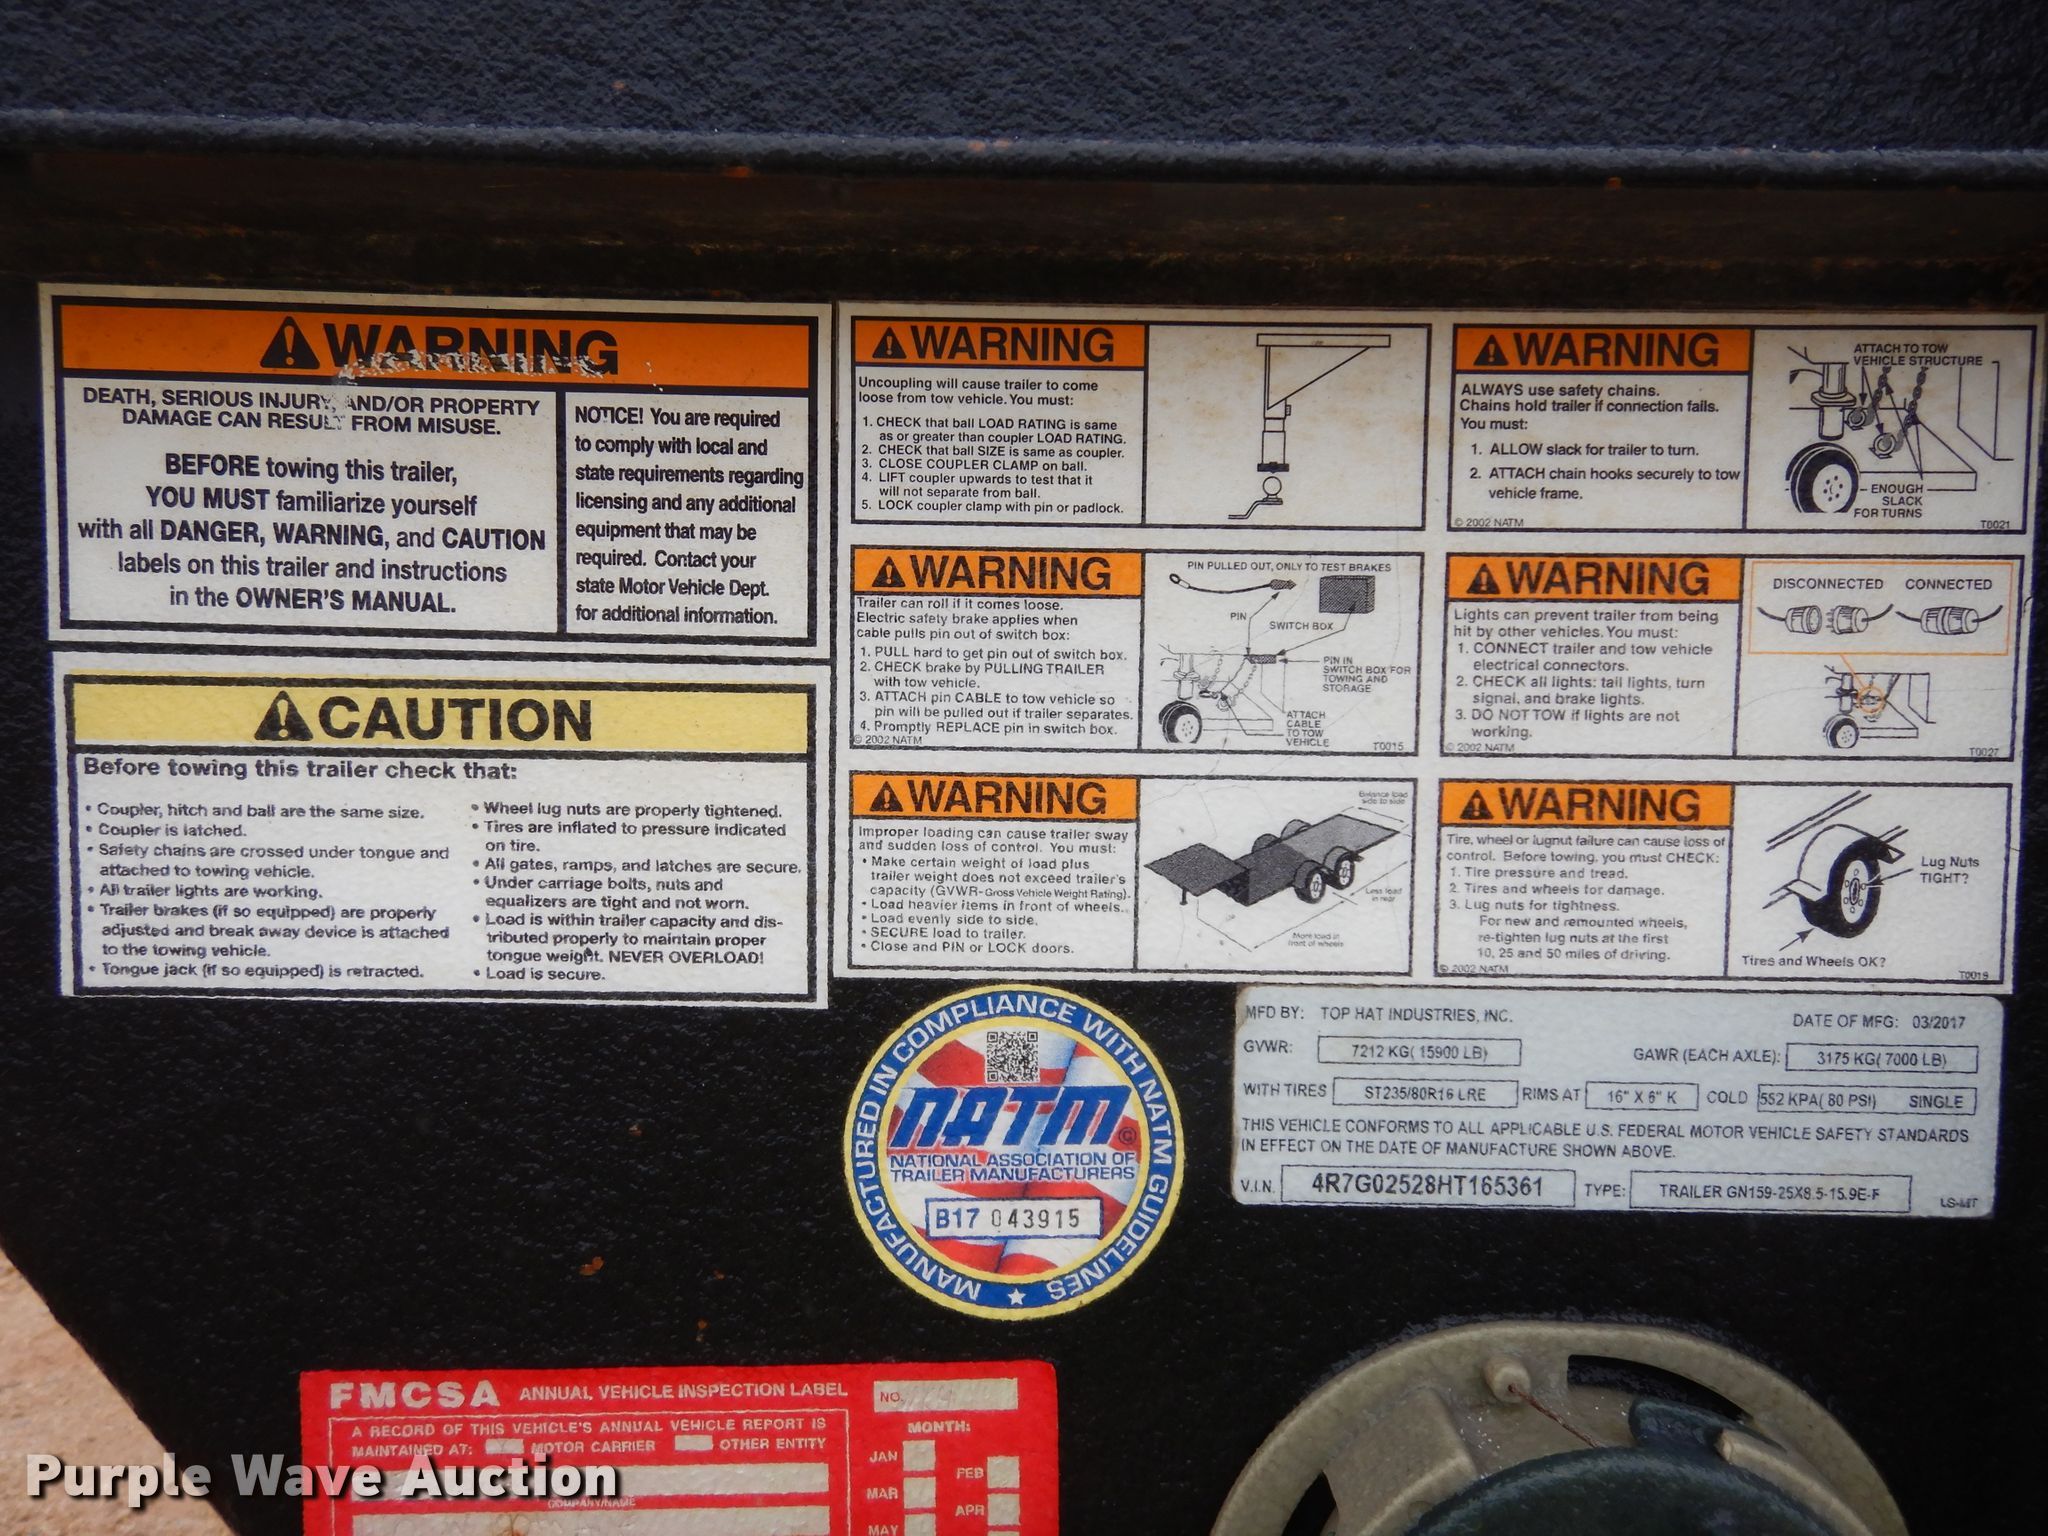 WARNING
DEATH, SERIOUS INJURY, AND/OR PROPERTY
DAMAGE CAN RESULT FROM MISUSE.
BEFORE towing this trailer,
YOU MUST familiarize yourself
with all DANGER, WARNING, and CAUTION
labels on this trailer and instructions
in the OWNER'S MANUAL.
NOTICE! You are required
to comply with local and
state requirements regarding
licensing and any additional
equipment that may be
required. Contact your
state Motor Vehicle Dept.
for additional information.
CAUTION
Before towing this trailer check that:
• Coupler, hitch and ball are the same size.
• Coupler is latched.
• Safety chains are crossed under tongue and
attached to towing vehicle.
• All trailer lights are working.
• Trailer brakes (if so equipped) are properly
adjusted and break away device is attached
to the towing vehicle.
• Tongue jack (if so equipped) is retracted.
• Wheel lug nuts are properly tightened.
• Tires are inflated to pressure indicated
on tire.
• All gates, ramps, and latches are secure.
• Under carriage bolts, nuts and
equalizers are tight and not worn.
• Load is within trailer capacity and dis-
tributed properly to maintain proper
tongue weight. NEVER OVERLOAD!
• Load is secure.
WARNING
Uncoupling will cause trailer to come
loose from tow vehicle. You must:
1. CHECK that ball LOAD RATING is same
as or greater than coupler LOAD RATING.
2. CHECK that ball SIZE is same as coupler.
3. CLOSE COUPLER CLAMP on ball.
4. LIFT coupler upwards to test that it
will not separate from ball.
5. LOCK coupler clamp with pin or padlock.
WARNING
ALWAYS use safety chains.
Chains hold trailer if connection fails.
You must:
1. ALLOW slack for trailer to turn.
2. ATTACH chain hooks securely to tow
vehicle frame.
© 2002 NATM
ATTACH TO TOW
VEHICLE STRUCTURE
ENOUGH
SLACK
FOR TURNS
T0021
WARNING
Trailer can roll if it comes loose.
Electric safety brake applies when
cable pulls pin out of switch box:
1. PULL hard to get pin out of switch box.
2. CHECK brake by PULLING TRAILER
with tow vehicle.
3. ATTACH pin CABLE to tow vehicle so
pin will be pulled out if trailer separates.
4. Promptly REPLACE pin in switch box.
© 2002 NATM
PIN PULLED OUT, ONLY TO TEST BRAKES
PIN
SWITCH BOX
PIN IN
SWITCH BOX FOR
TOWING AND
STORAGE
ATTACH
CABLE
TO TOW
VEHICLE
T0015
WARNING
Lights can prevent trailer from being
hit by other vehicles. You must:
1. CONNECT trailer and tow vehicle
electrical connectors.
2. CHECK all lights: tail lights, turn
signal, and brake lights.
3. DO NOT TOW if lights are not
working.
© 2002 NATM
DISCONNECTED CONNECTED
T0027
WARNING
Improper loading can cause trailer sway
and sudden loss of control. You must:
• Make certain weight of load plus
trailer weight does not exceed trailer's
capacity (GVWR-Gross Vehicle Weight Rating).
• Load heavier items in front of wheels.
• Load evenly side to side.
• SECURE load to trailer.
• Close and PIN or LOCK doors.
Balance load
side to side
Less load
in rear
More load in
front of wheels
WARNING
Tire, wheel or lugnut failure can cause loss of
control. Before towing, you must CHECK:
1. Tire pressure and tread.
2. Tires and wheels for damage.
3. Lug nuts for tightness.
For new and remounted wheels,
re-tighten lug nuts at the first
10, 25 and 50 miles of driving.
© 2002 NATM
Lug Nuts
TIGHT?
Tires and Wheels OK?
T0019
MANUFACTURED IN COMPLIANCE WITH NATM GUIDELINES
NATM ©
NATIONAL ASSOCIATION OF
TRAILER MANUFACTURERS
B17 043915
MFD BY: TOP HAT INDUSTRIES, INC. DATE OF MFG: 03/2017
GVWR: 7212 KG( 15900 LB) GAWR (EACH AXLE): 3175 KG( 7000 LB)
WITH TIRES ST235/80R16 LRE RIMS AT 16" X 6" K COLD 552 KPA( 80 PSI) SINGLE
THIS VEHICLE CONFORMS TO ALL APPLICABLE U.S. FEDERAL MOTOR VEHICLE SAFETY STANDARDS
IN EFFECT ON THE DATE OF MANUFACTURE SHOWN ABOVE.
V.I.N. 4R7G02528HT165361 TYPE: TRAILER GN159-25X8.5-15.9E-F
LS-MT
FMCSA ANNUAL VEHICLE INSPECTION LABEL NO.
A RECORD OF THIS VEHICLE'S ANNUAL VEHICLE REPORT IS
MAINTAINED AT: MOTOR CARRIER OTHER ENTITY
COMPANY/NAME
MONTH:
JAN FEB
MAR APR
MAY
Purple Wave Auction